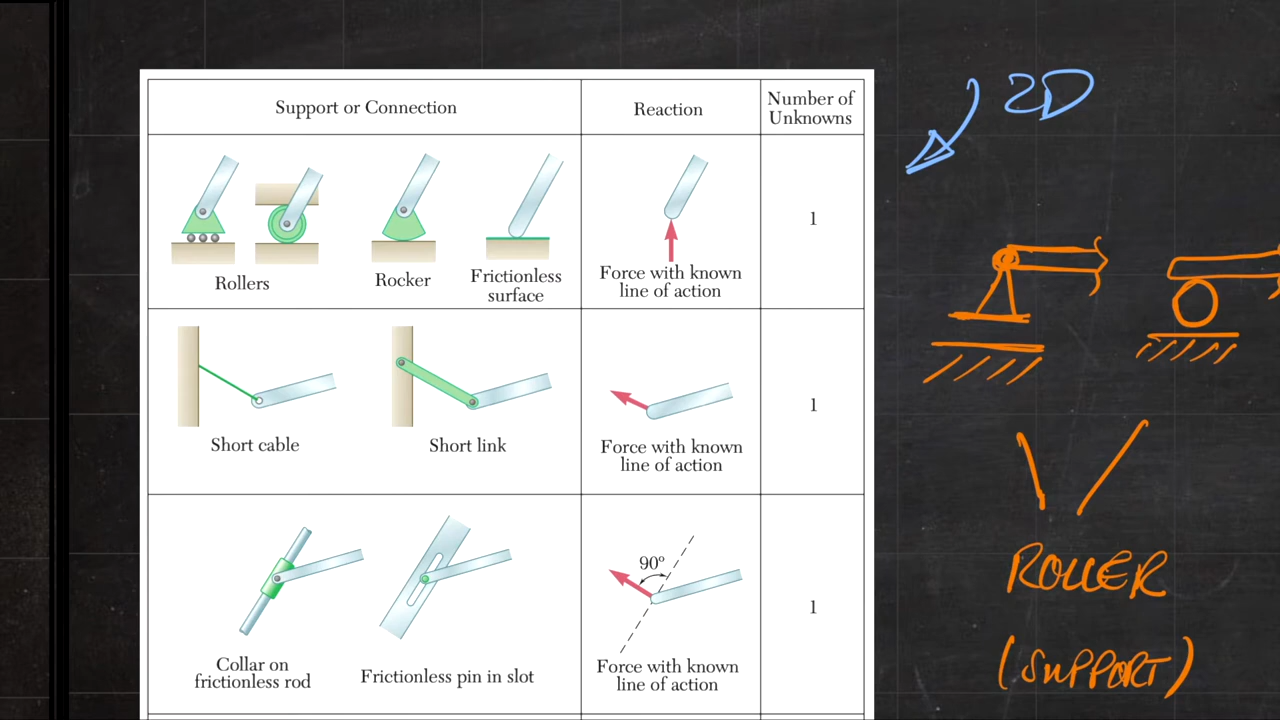 Support or Connection
Reaction
Number of
Unknowns
Rollers
Rocker
Frictionless
surface
Force with known
line of action
1
Short cable
Short link
Force with known
line of action
1
90°
Collar on
frictionless rod
Frictionless pin in slot
Force with known
line of action
1
2D
ROLLER
(SUPPORT)